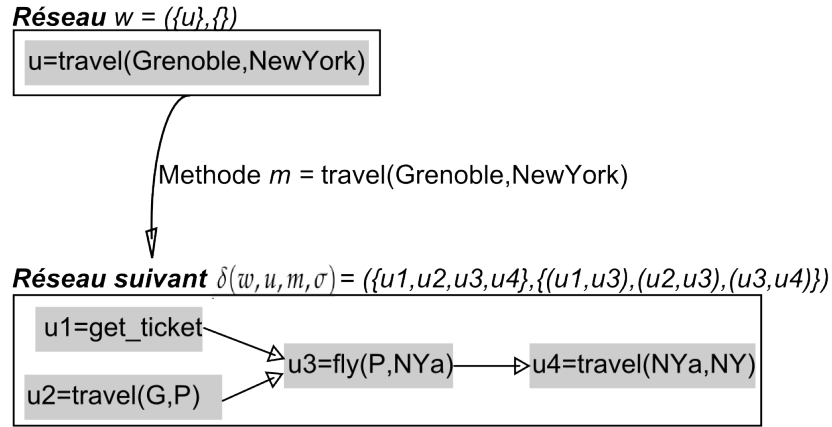 Réseau w = ({u},{})
u=travel(Grenoble,NewYork)
Methode m = travel(Grenoble,NewYork)
Réseau suivant δ(w,u,m,σ)= ({u1,u2,u3,u4},{(u1,u3),(u2,u3),(u3,u4)})
u1=get_ticket
u3=fly(P,NYa)
u4=travel(NYa,NY)
u2=travel(G,P)